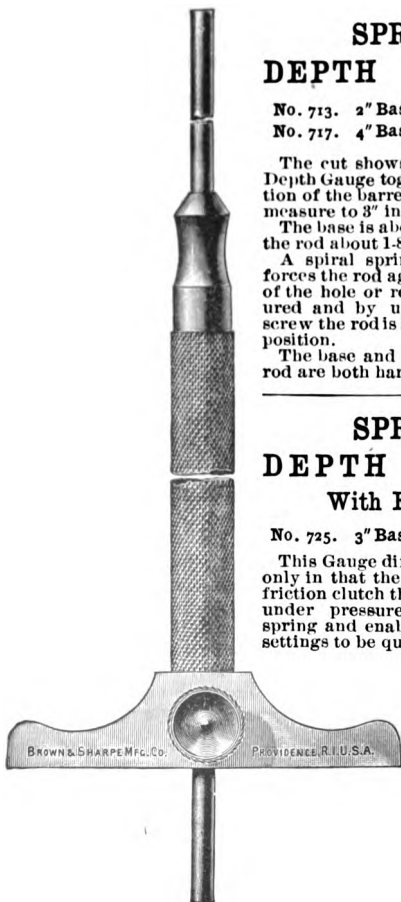 SPR
DEPTH
No. 713. 2" Bas
No. 717. 4" Bas
The cut shows
Depth Gauge tog
tion of the barre
measure to 3" in
The base is abo
the rod about 1-8
A spiral sprin
forces the rod ag
of the hole or re
ured and by u
screw the rod is
position.
The base and
rod are both har
SPR
DEPTH
With F
No. 725. 3" Bas
This Gauge di
only in that the
friction clutch th
under pressure
spring and enab
settings to be qu
BROWN & SHARPE MFG. CO. PROVIDENCE, R.I. U.S.A.